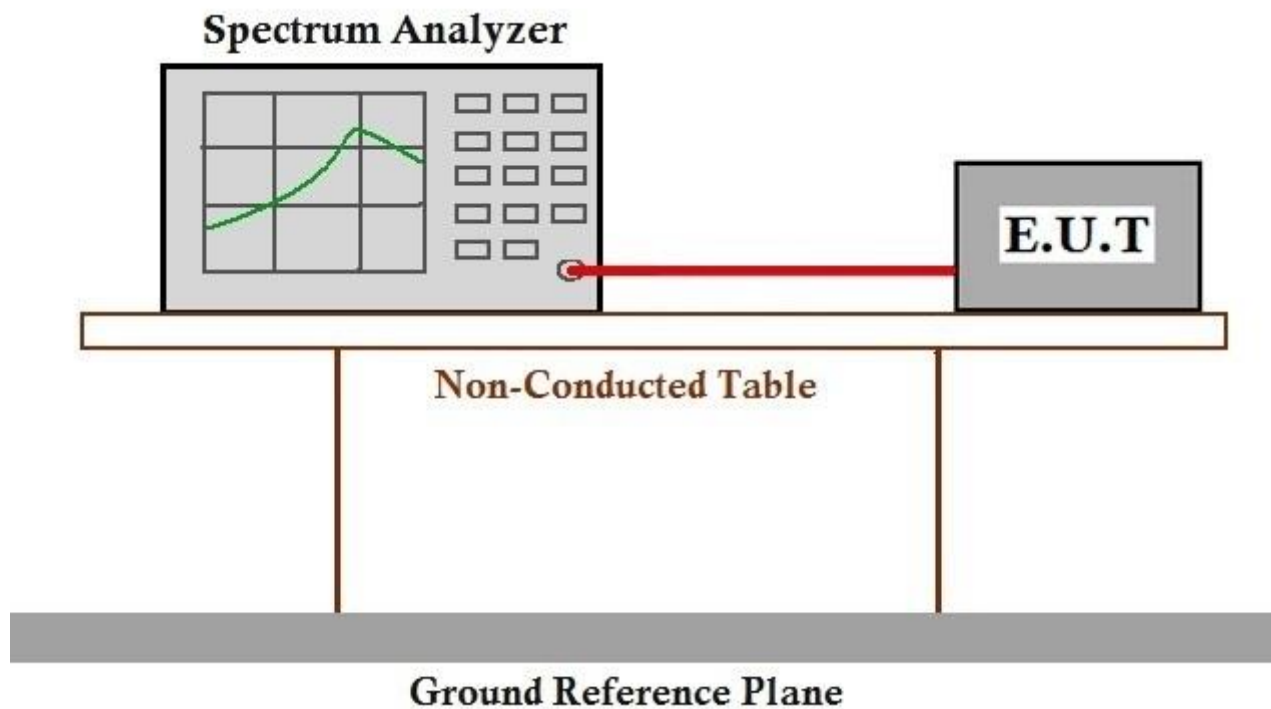 Spectrum Analyzer
E.U.T
Non-Conducted Table
Ground Reference Plane